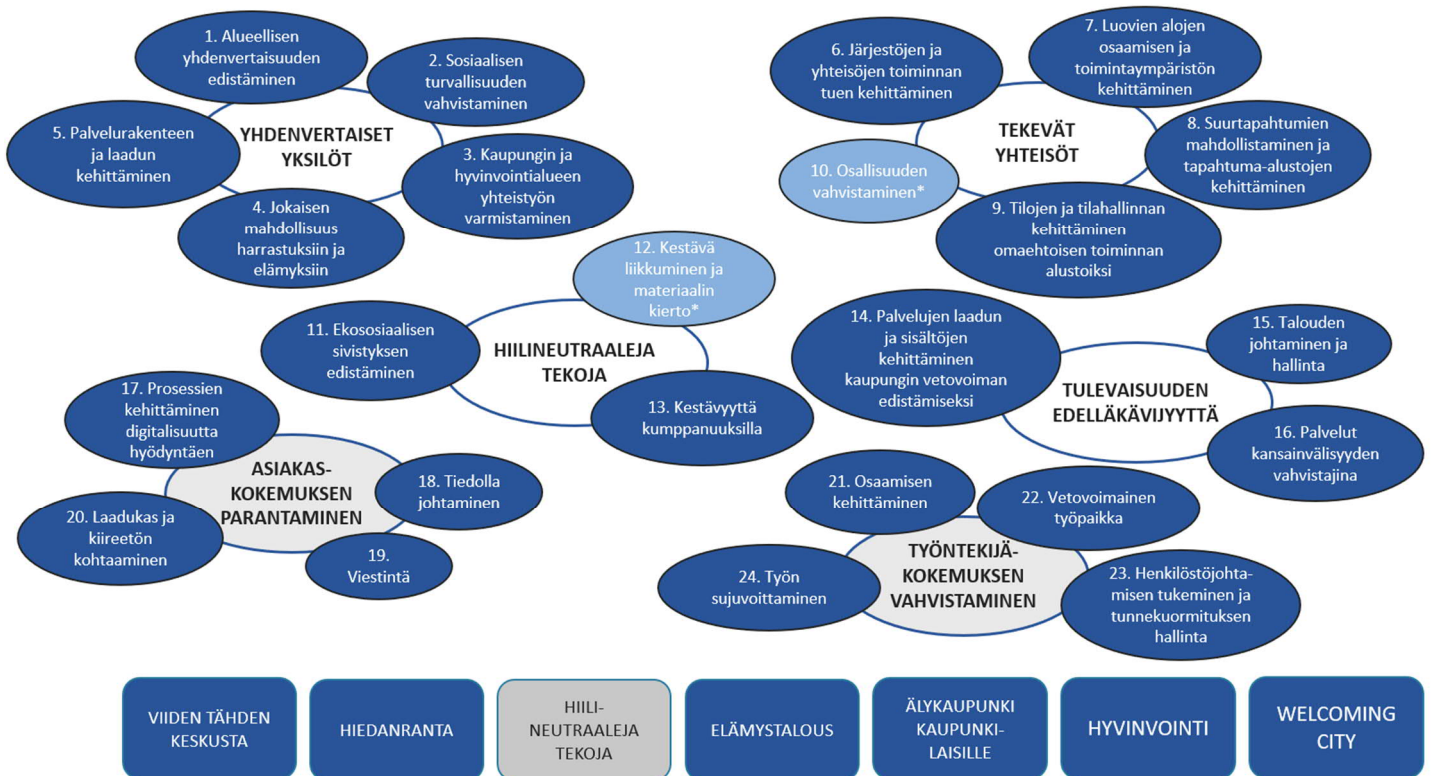 1. Alueellisen
yhdenvertaisuuden
edistäminen
2. Sosiaalisen
turvallisuuden
vahvistaminen
5. Palvelurakenteen
ja laadun
kehittäminen
YHDENVERTAISET
YKSILÖT
3. Kaupungin ja
hyvinvointialueen
yhteistyön
varmistaminen
4. Jokaisen
mahdollisuus
harrastuksiin ja
elämyksiin
6. Järjestöjen ja
yhteisöjen toiminnan
tuen kehittäminen
7. Luovien alojen
osaamisen ja
toimintaympäristön
kehittäminen
TEKEVÄT
YHTEISÖT
8. Suurtapahtumien
mahdollistaminen ja
tapahtuma-alustojen
kehittäminen
10. Osallisuuden
vahvistaminen*
9. Tilojen ja tilahallinnan
kehittäminen
omaehtoisen toiminnan
alustoiksi
12. Kestävä
liikkuminen ja
materiaalin
kierto*
11. Ekososiaalisen
sivistyksen
edistäminen
HIILINEUTRAALEJA
TEKOJA
13. Kestävyyttä
kumppanuuksilla
14. Palvelujen laadun
ja sisältöjen
kehittäminen
kaupungin vetovoiman
edistämiseksi
15. Talouden
johtaminen ja
hallinta
TULEVAISUUDEN
EDELLÄKÄVIJYYTTÄ
16. Palvelut
kansainvälisyyden
vahvistajina
17. Prosessien
kehittäminen
digitalisuutta
hyödyntäen
ASIAKAS-
KOKEMUKSEN
PARANTAMINEN
18. Tiedolla
johtaminen
20. Laadukas ja
kiireetön
kohtaaminen
19.
Viestintä
21. Osaamisen
kehittäminen
22. Vetovoimainen
työpaikka
TYÖNTEKIJÄ-
KOKEMUKSEN
VAHVISTAMINEN
24. Työn
sujuvoittaminen
23. Henkilöstöjohta-
misen tukeminen ja
tunnekuormituksen
hallinta
VIIDEN TÄHDEN
KESKUSTA
HIEDANRANTA
HIILI-
NEUTRAALEJA
TEKOJA
ELÄMYSTALOUS
ÄLYKAUPUNKI
KAUPUNKI-
LAISILLE
HYVINVOINTI
WELCOMING
CITY